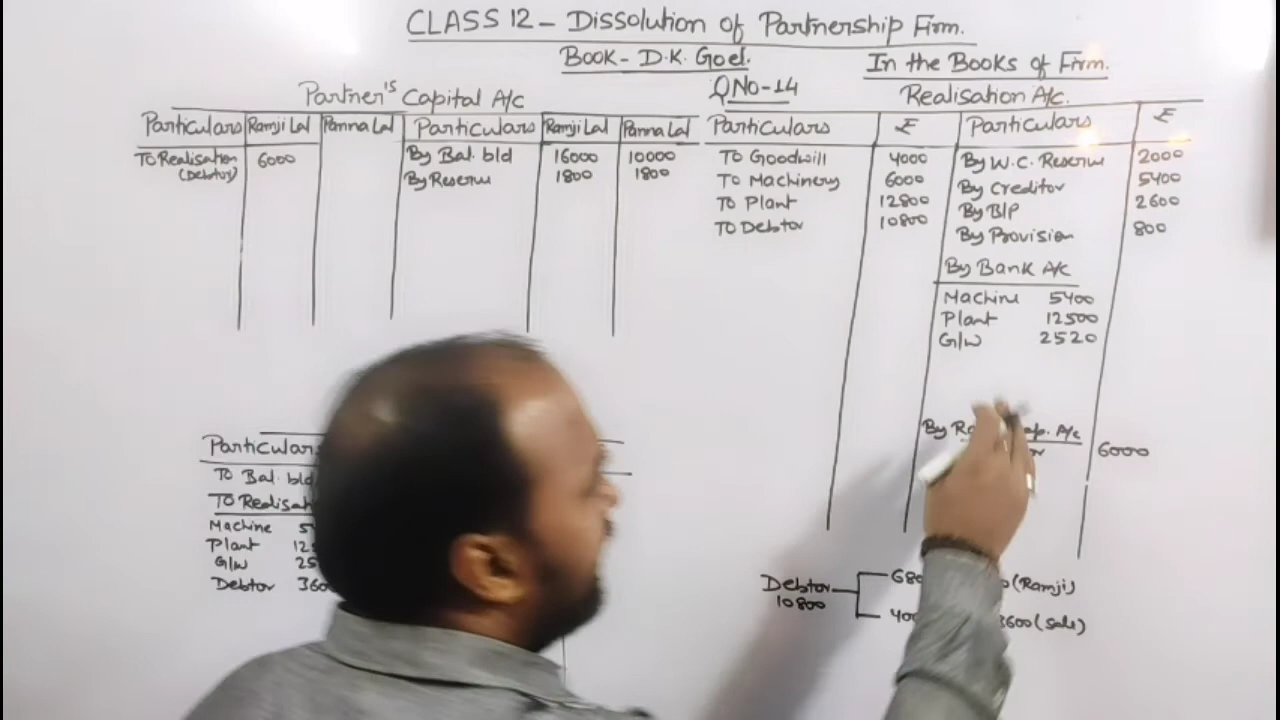 CLASS 12 - Dissolution of Partnership Firm.
Book - D.K. Goel.
In the Books of Firm.
QNo-14
Partner's Capital A/c
Particulars Ramji Lal Panna Lal Particulars Ramji Lal Panna Lal
To Realisation 6000 By Bal. bld 16000 10000
(Debtor) By Reserve 1800 1800
Realisation A/c.
Particulars ₹ Particulars ₹
To Goodwill 4000 By W.C. Reserve 2000
To Machinery 6000 By Creditor 5400
To Plant 12800 By B/P 2600
To Debtor 10800 By Provision 800
By Bank A/c
Machine 5400
Plant 12500
G/W 2520
By A/c
6000
Particulars
To Bal. bld
To Realisa
Machine
Plant
G/W
Debtor
Debtor (Ramji)
10800 3600 (Sale)